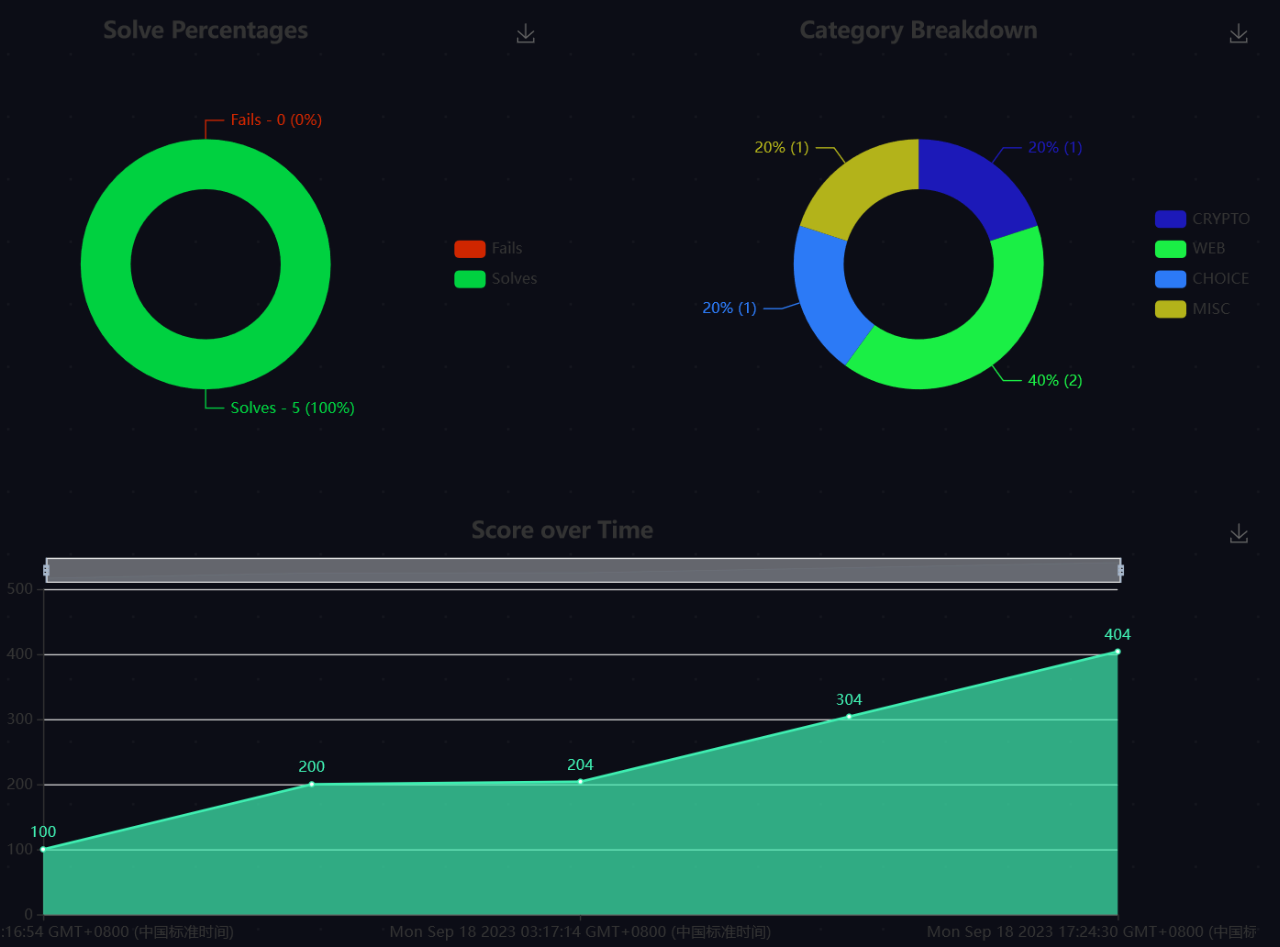 Solve Percentages
Category Breakdown
Fails - 0 (0%)
Solves - 5 (100%)
Fails
Solves
20% (1)
20% (1)
20% (1)
40% (2)
CRYPTO
WEB
CHOICE
MISC
Score over Time
500
400
300
200
100
0
100
200
204
304
404
:16:54 GMT+0800 (中国标准时间)
Mon Sep 18 2023 03:17:14 GMT+0800 (中国标准时间)
Mon Sep 18 2023 17:24:30 GMT+0800 (中国标